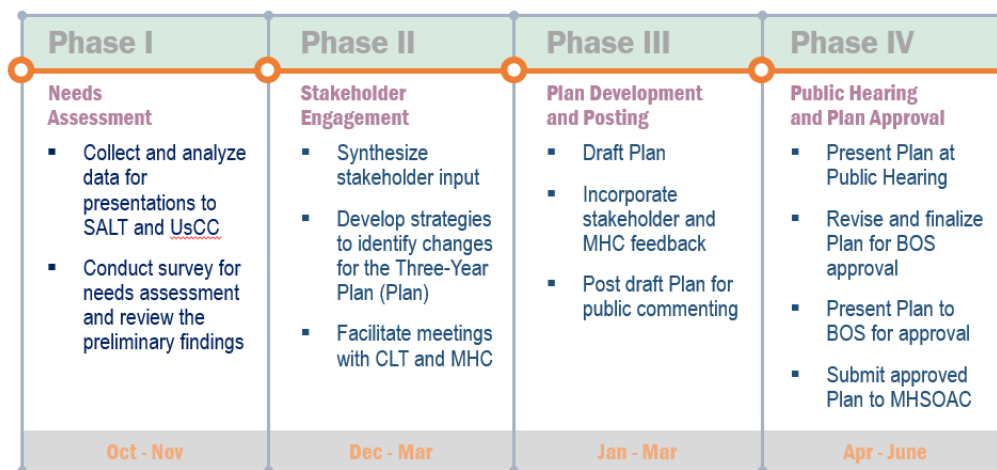 Phase I
Needs
Assessment
▪ Collect and analyze
data for
presentations to
SALT and UsCC
▪ Conduct survey for
needs assessment
and review the
preliminary findings
Oct - Nov
Phase II
Stakeholder
Engagement
▪ Synthesize
stakeholder input
▪ Develop strategies
to identify changes
for the Three-Year
Plan (Plan)
▪ Facilitate meetings
with CLT and MHC
Dec - Mar
Phase III
Plan Development
and Posting
▪ Draft Plan
▪ Incorporate
stakeholder and
MHC feedback
▪ Post draft Plan for
public commenting
Jan - Mar
Phase IV
Public Hearing
and Plan Approval
▪ Present Plan at
Public Hearing
▪ Revise and finalize
Plan for BOS
approval
▪ Present Plan to
BOS for approval
▪ Submit approved
Plan to MHSOAC
Apr - June